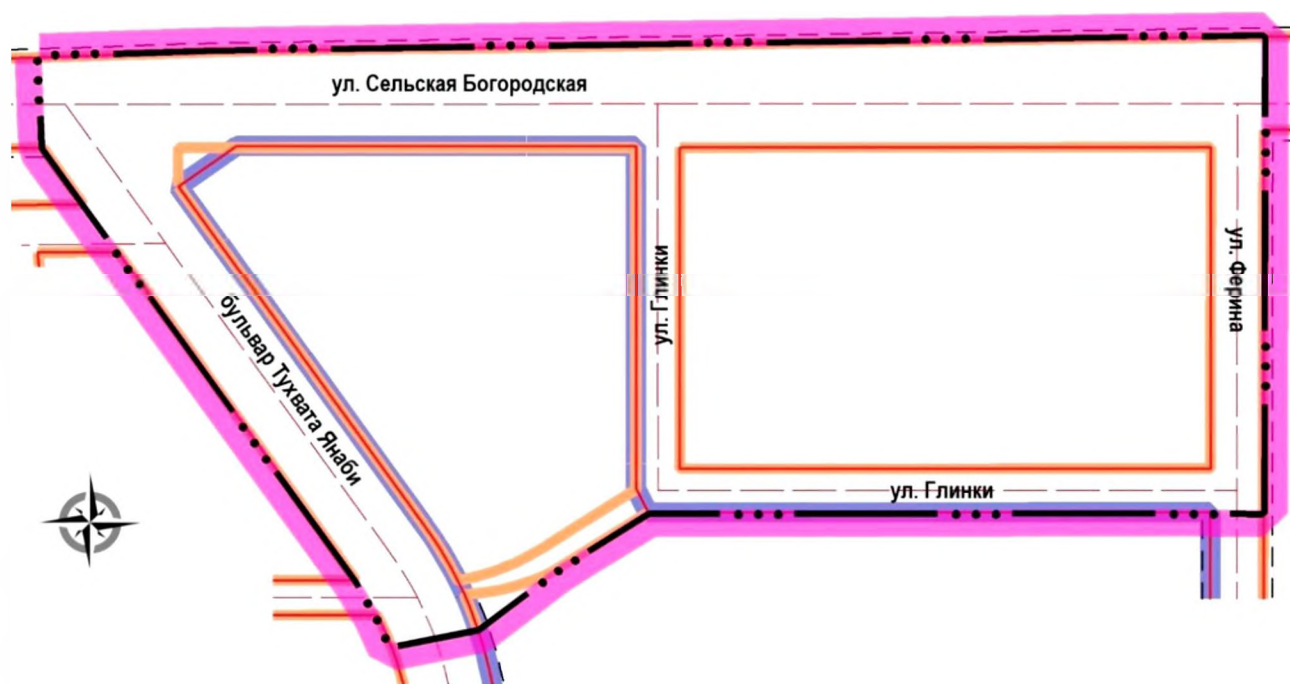 ул. Сельская Богородская
ул. Глинки
ул. Ферина
бульвар Тухвата Янаби
ул. Глинки